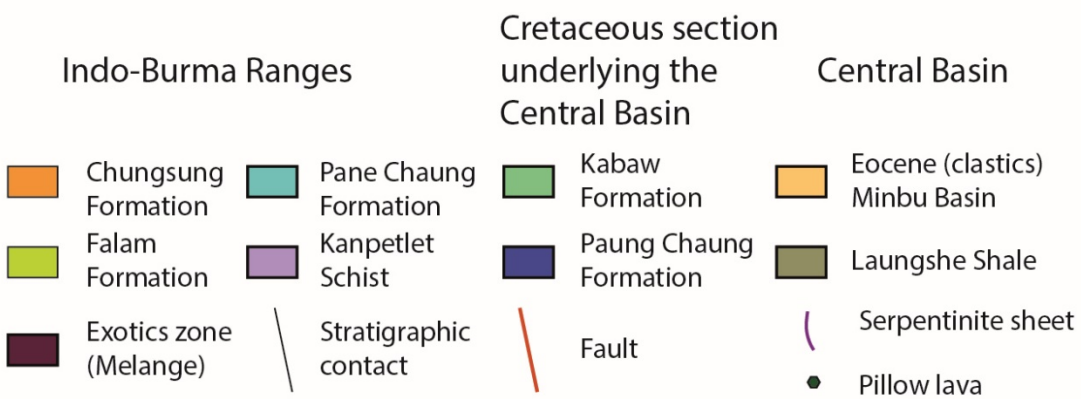 Indo-Burma Ranges
Cretaceous section
underlying the
Central Basin
Central Basin
Chungsung
Formation
Pane Chaung
Formation
Kabaw
Formation
Eocene (clastics)
Minbu Basin
Falam
Formation
Kanpetlet
Schist
Paung Chaung
Formation
Laungshe Shale
Exotics zone
(Melange)
Stratigraphic
contact
Fault
Serpentinite sheet
Pillow lava